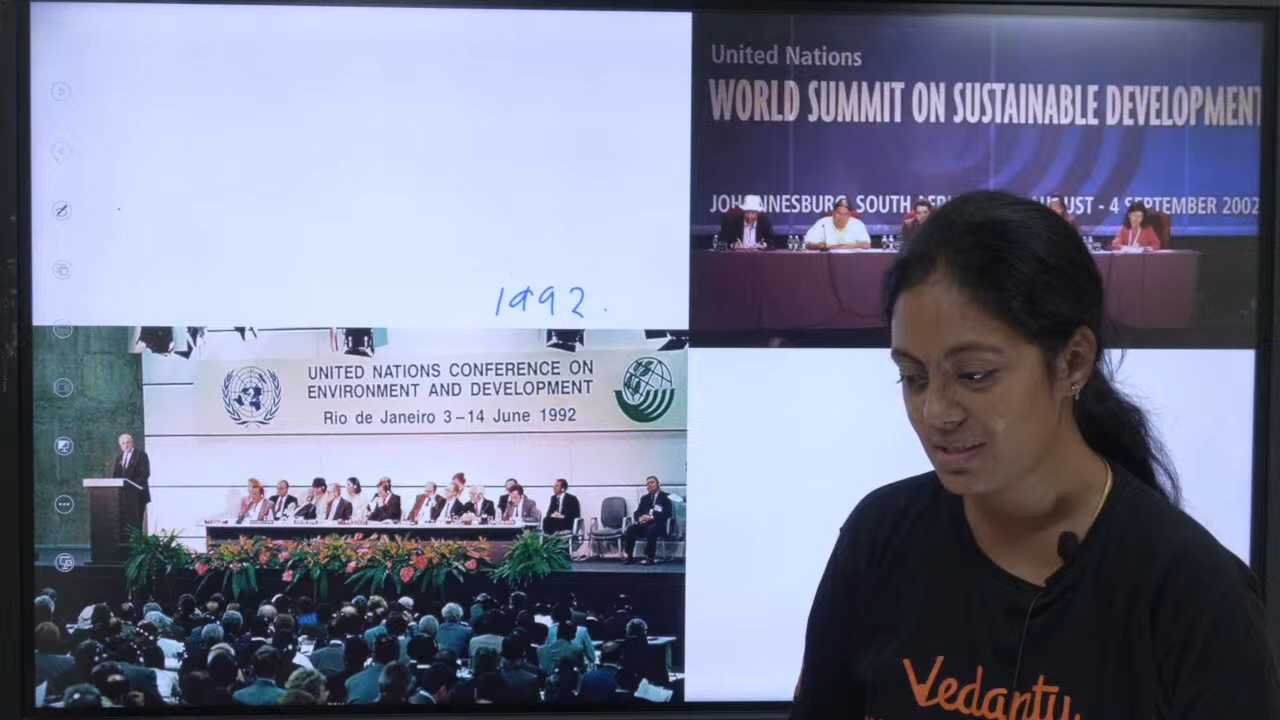 United Nations
WORLD SUMMIT ON SUSTAINABLE DEVELOPMENT
JOHANNESBURG, SOUTH AFRI UST - 4 SEPTEMBER 2002
1992.
UNITED NATIONS CONFERENCE ON
ENVIRONMENT AND DEVELOPMENT
Rio de Janeiro 3-14 June 1992
Vedantu